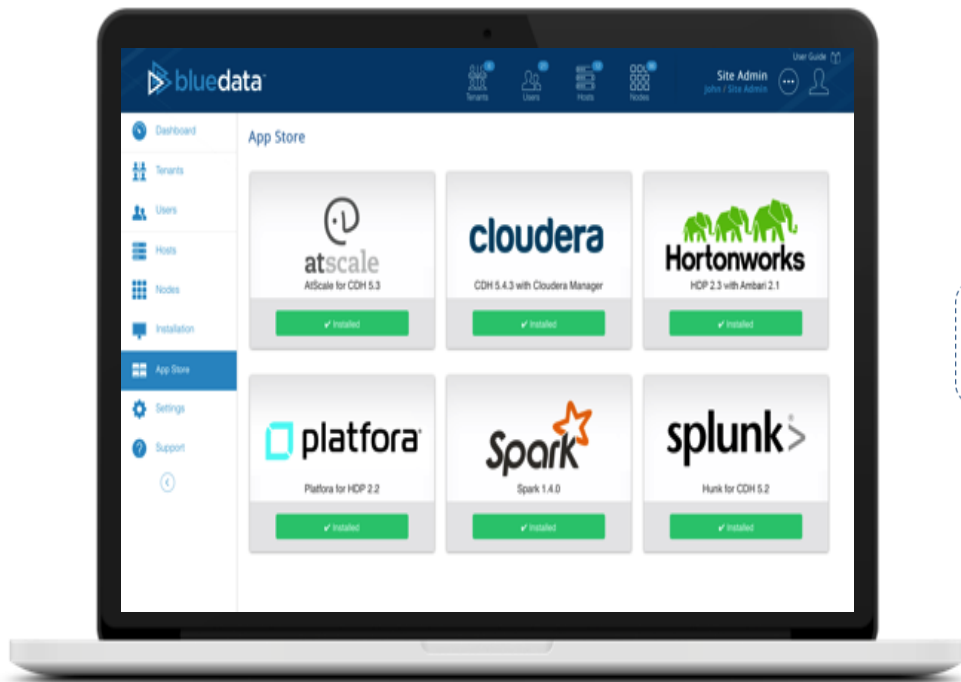 User Guide
bluedata
Tenants
Users
Hosts
Nodes
Site Admin
john / Site Admin
Dashboard
Tenants
Users
Hosts
Nodes
Installation
App Store
Settings
Support
App Store
atscale
AtScale for CDH 5.3
✔ Installed
cloudera
CDH 5.4.3 with Cloudera Manager
✔ Installed
Hortonworks
HDP 2.3 with Ambari 2.1
✔ Installed
platfora
Platfora for HDP 2.2
✔ Installed
Spark
Spark 1.4.0
✔ Installed
splunk>
Hunk for CDH 5.2
✔ Installed